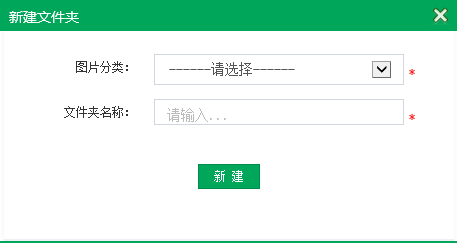 新建文件夹
图片分类： ------请选择------ *
文件夹名称： 请输入... *
新 建